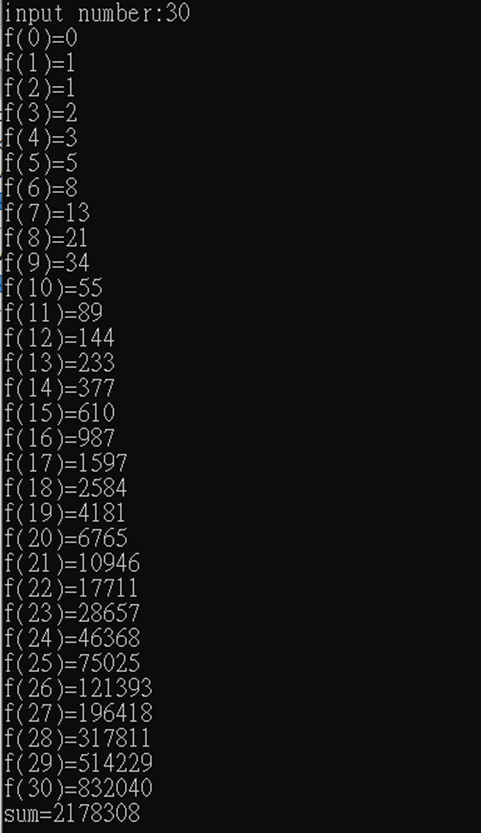 input number:30
f(0)=0
f(1)=1
f(2)=1
f(3)=2
f(4)=3
f(5)=5
f(6)=8
f(7)=13
f(8)=21
f(9)=34
f(10)=55
f(11)=89
f(12)=144
f(13)=233
f(14)=377
f(15)=610
f(16)=987
f(17)=1597
f(18)=2584
f(19)=4181
f(20)=6765
f(21)=10946
f(22)=17711
f(23)=28657
f(24)=46368
f(25)=75025
f(26)=121393
f(27)=196418
f(28)=317811
f(29)=514229
f(30)=832040
sum=2178308